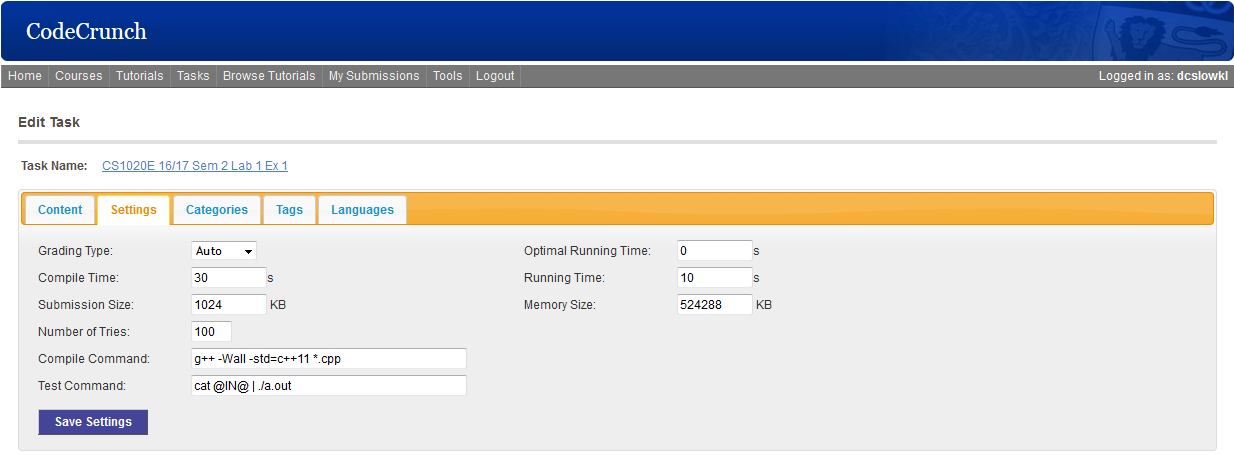 CodeCrunch
Home Courses Tutorials Tasks Browse Tutorials My Submissions Tools Logout Logged in as: dcslowkl
Edit Task
Task Name: CS1020E 16/17 Sem 2 Lab 1 Ex 1
Content Settings Categories Tags Languages
Grading Type: Auto Optimal Running Time: 0 s
Compile Time: 30 s Running Time: 10 s
Submission Size: 1024 KB Memory Size: 524288 KB
Number of Tries: 100
Compile Command: g++ -Wall -std=c++11 *.cpp
Test Command: cat @IN@ | ./a.out
Save Settings